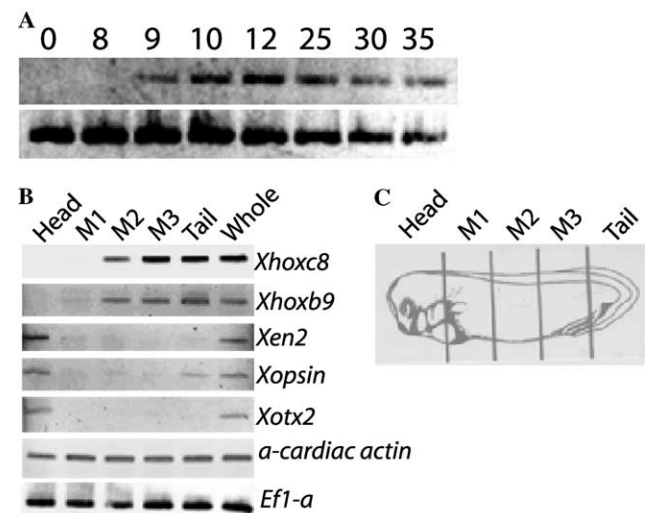 A
0 8 9 10 12 25 30 35
B
Head M1 M2 M3 Tail Whole
Xhoxc8
Xhoxb9
Xen2
Xopsin
Xotx2
a-cardiac actin
Ef1-a
C
Head M1 M2 M3 Tail